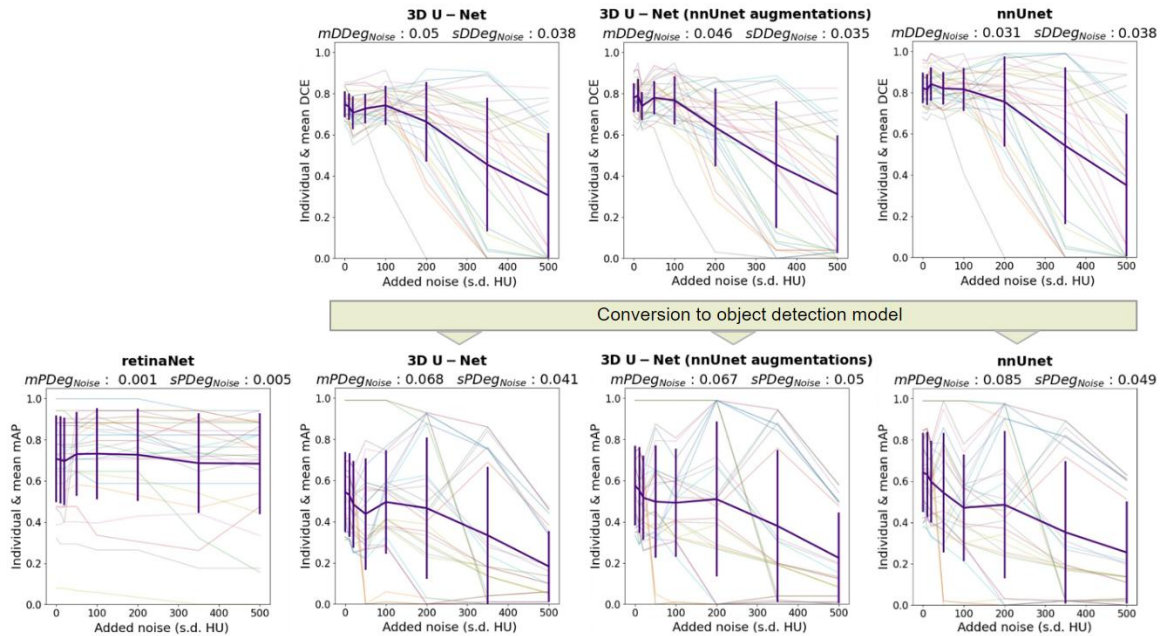 3D U – Net
mDDeg_Noise : 0.05 sDDeg_Noise : 0.038
Individual & mean DCE
1.0
0.8
0.6
0.4
0.2
0.0
0 100 200 300 400 500
Added noise (s.d. HU)
3D U – Net (nnUnet augmentations)
mDDeg_Noise : 0.046 sDDeg_Noise : 0.035
Individual & mean DCE
1.0
0.8
0.6
0.4
0.2
0.0
0 100 200 300 400 500
Added noise (s.d. HU)
nnUnet
mDDeg_Noise : 0.031 sDDeg_Noise : 0.038
Individual & mean DCE
1.0
0.8
0.6
0.4
0.2
0.0
0 100 200 300 400 500
Added noise (s.d. HU)
Conversion to object detection model
retinaNet
mPDeg_Noise : 0.001 sPDeg_Noise : 0.005
Individual & mean mAP
1.0
0.8
0.6
0.4
0.2
0.0
0 100 200 300 400 500
Added noise (s.d. HU)
3D U – Net
mPDeg_Noise : 0.068 sPDeg_Noise : 0.041
Individual & mean mAP
1.0
0.8
0.6
0.4
0.2
0.0
0 100 200 300 400 500
Added noise (s.d. HU)
3D U – Net (nnUnet augmentations)
mPDeg_Noise : 0.067 sPDeg_Noise : 0.05
Individual & mean mAP
1.0
0.8
0.6
0.4
0.2
0.0
0 100 200 300 400 500
Added noise (s.d. HU)
nnUnet
mPDeg_Noise : 0.085 sPDeg_Noise : 0.049
Individual & mean mAP
1.0
0.8
0.6
0.4
0.2
0.0
0 100 200 300 400 500
Added noise (s.d. HU)